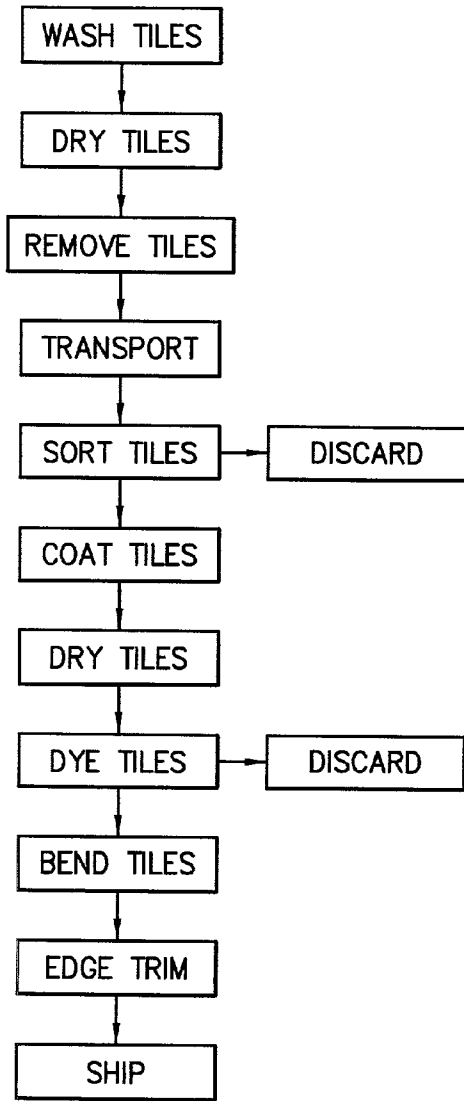 WASH TILES
DRY TILES
REMOVE TILES
TRANSPORT
SORT TILES
DISCARD
COAT TILES
DRY TILES
DYE TILES
DISCARD
BEND TILES
EDGE TRIM
SHIP